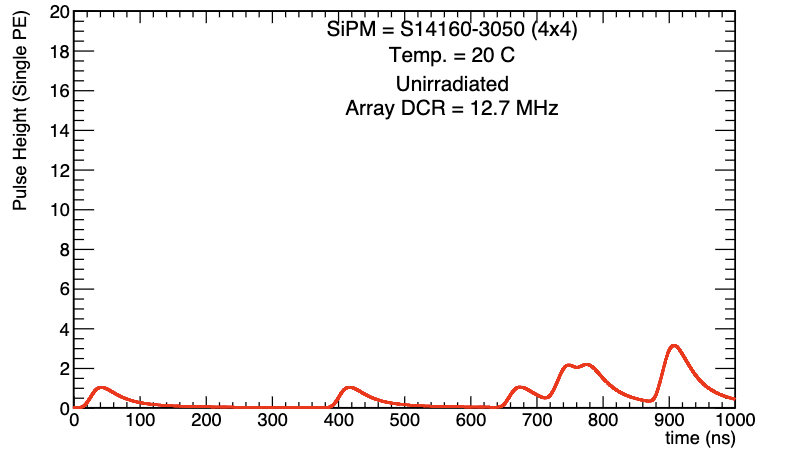 Pulse Height (Single PE)
20
18
16
14
12
10
8
6
4
2
0
SiPM = S14160-3050 (4x4)
Temp. = 20 C
Unirradiated
Array DCR = 12.7 MHz
0 100 200 300 400 500 600 700 800 900 1000
time (ns)